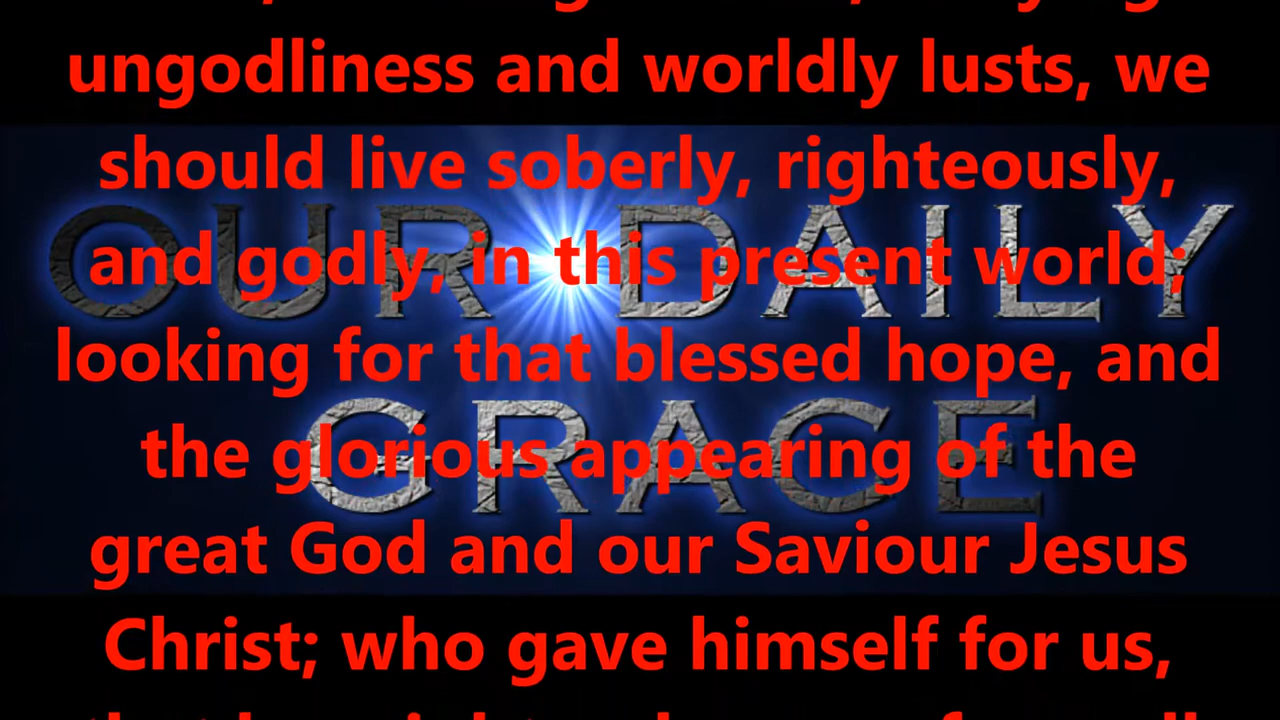 ungodliness and worldly lusts, we
should live soberly, righteously,
OUR DAILY
and godly, in this present world;
looking for that blessed hope, and
GRACE
the glorious appearing of the
great God and our Saviour Jesus
Christ; who gave himself for us,